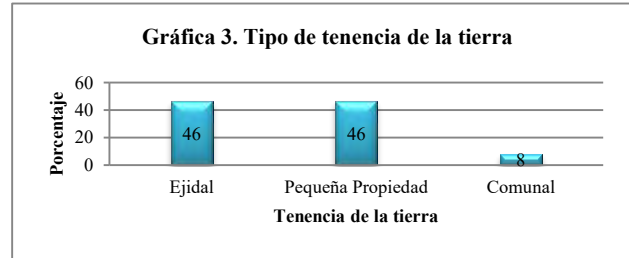 Gráfica 3. Tipo de tenencia de la tierra
Porcentaje
60
40
20
0
46
46
8
Ejidal
Pequeña Propiedad
Comunal
Tenencia de la tierra